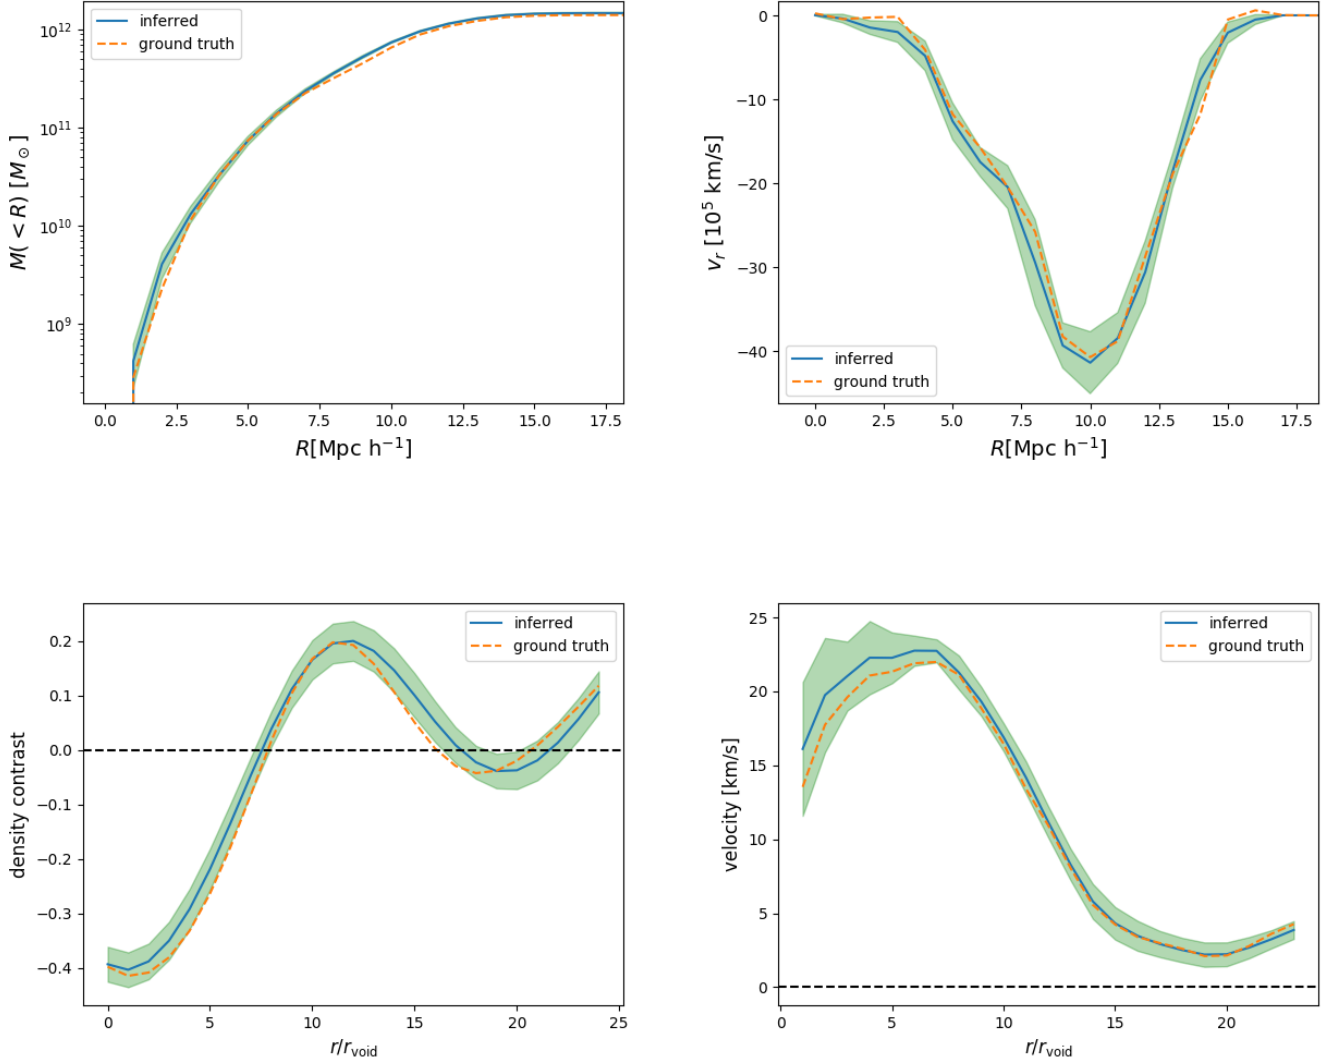 inferred
ground truth
10¹²
10¹¹
10¹⁰
10⁹
M(< R) [M⊙]
0.0 2.5 5.0 7.5 10.0 12.5 15.0 17.5
R[Mpc h⁻¹]
0
−10
−20
−30
−40
v_r [10⁵ km/s]
inferred
ground truth
0.0 2.5 5.0 7.5 10.0 12.5 15.0 17.5
R[Mpc h⁻¹]
inferred
ground truth
0.2
0.1
0.0
−0.1
−0.2
−0.3
−0.4
density contrast
0 5 10 15 20 25
r/r_void
inferred
ground truth
25
20
15
10
5
0
velocity [km/s]
0 5 10 15 20
r/r_void